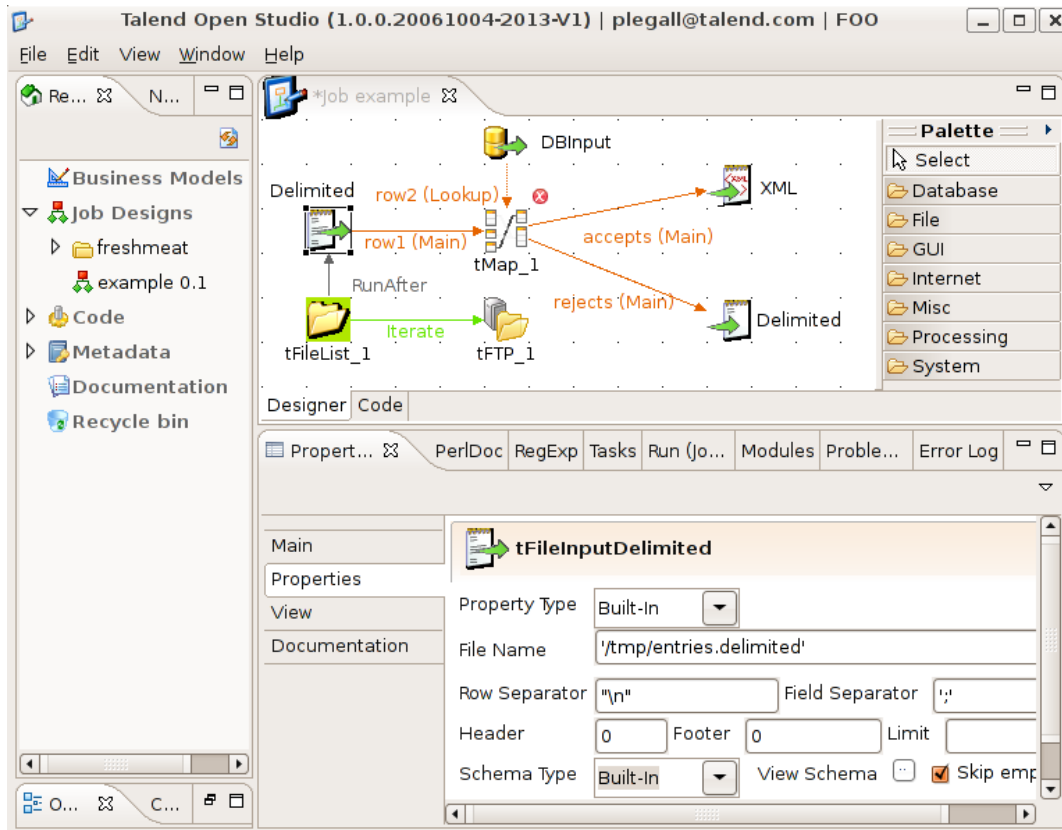 Talend Open Studio (1.0.0.20061004-2013-V1) | plegall@talend.com | FOO
File Edit View Window Help
Re... N...
Business Models
Job Designs
freshmeat
example 0.1
Code
Metadata
Documentation
Recycle bin
O... C...
*Job example
DBInput
Delimited
row2 (Lookup)
XML
row1 (Main)
accepts (Main)
tMap_1
RunAfter
rejects (Main)
Iterate
Delimited
tFileList_1
tFTP_1
Designer Code
Palette
Select
Database
File
GUI
Internet
Misc
Processing
System
Propert... PerlDoc RegExp Tasks Run (Jo... Modules Proble... Error Log
Main
Properties
View
Documentation
tFileInputDelimited
Property Type Built-In
File Name '/tmp/entries.delimited'
Row Separator "\n" Field Separator ';'
Header 0 Footer 0 Limit
Schema Type Built-In View Schema Skip emp